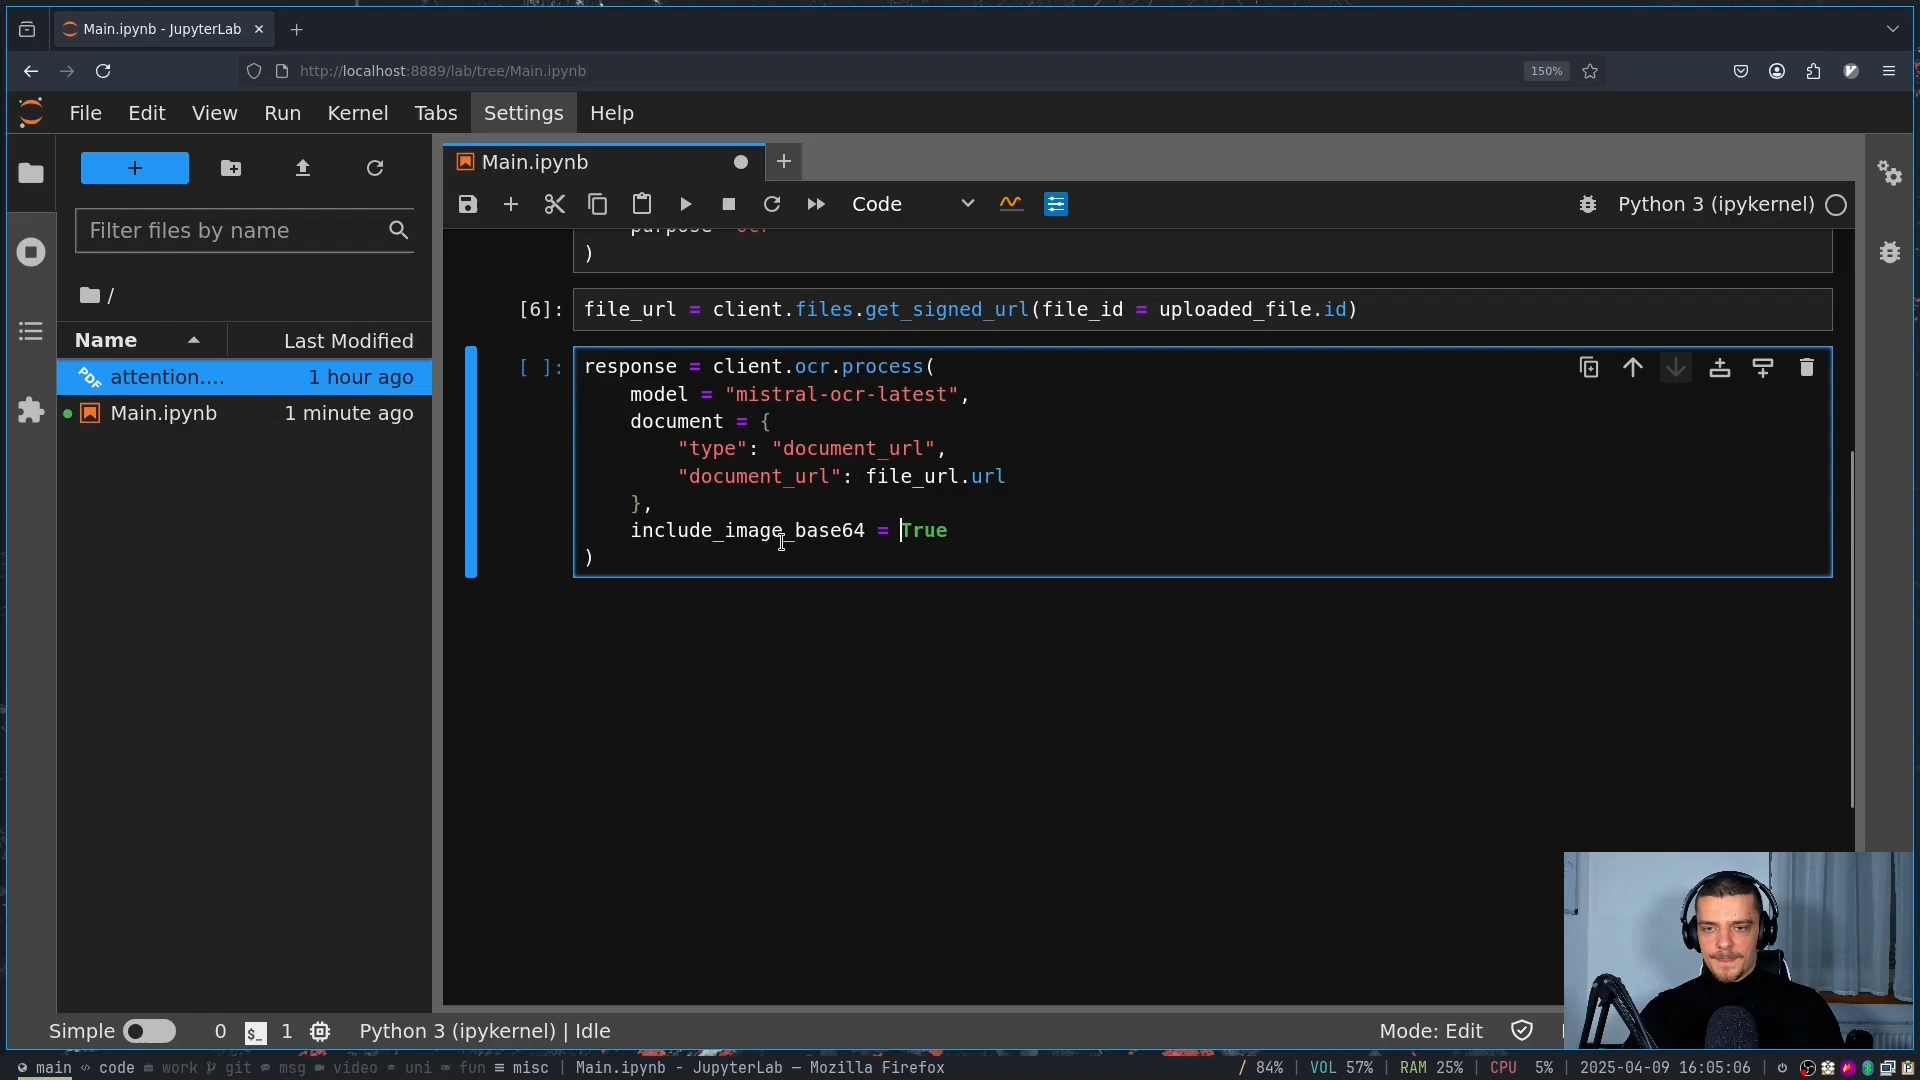 Main.ipynb - JupyterLab
http://localhost:8889/lab/tree/Main.ipynb
150%
File Edit View Run Kernel Tabs Settings Help
Main.ipynb
Code
Python 3 (ipykernel)
Filter files by name
/
Name
Last Modified
attention....
1 hour ago
Main.ipynb
1 minute ago
)
[6]:
file_url = client.files.get_signed_url(file_id = uploaded_file.id)
[ ]:
response = client.ocr.process(
model = "mistral-ocr-latest",
document = {
"type": "document_url",
"document_url": file_url.url
},
include_image_base64 = True
)
Simple
0
$_
1
Python 3 (ipykernel) | Idle
Mode: Edit
main code work git msg video uni fun misc | Main.ipynb - JupyterLab — Mozilla Firefox
/ 84% | VOL 57% | RAM 25% | CPU 5% | 2025-04-09 16:05:06 |